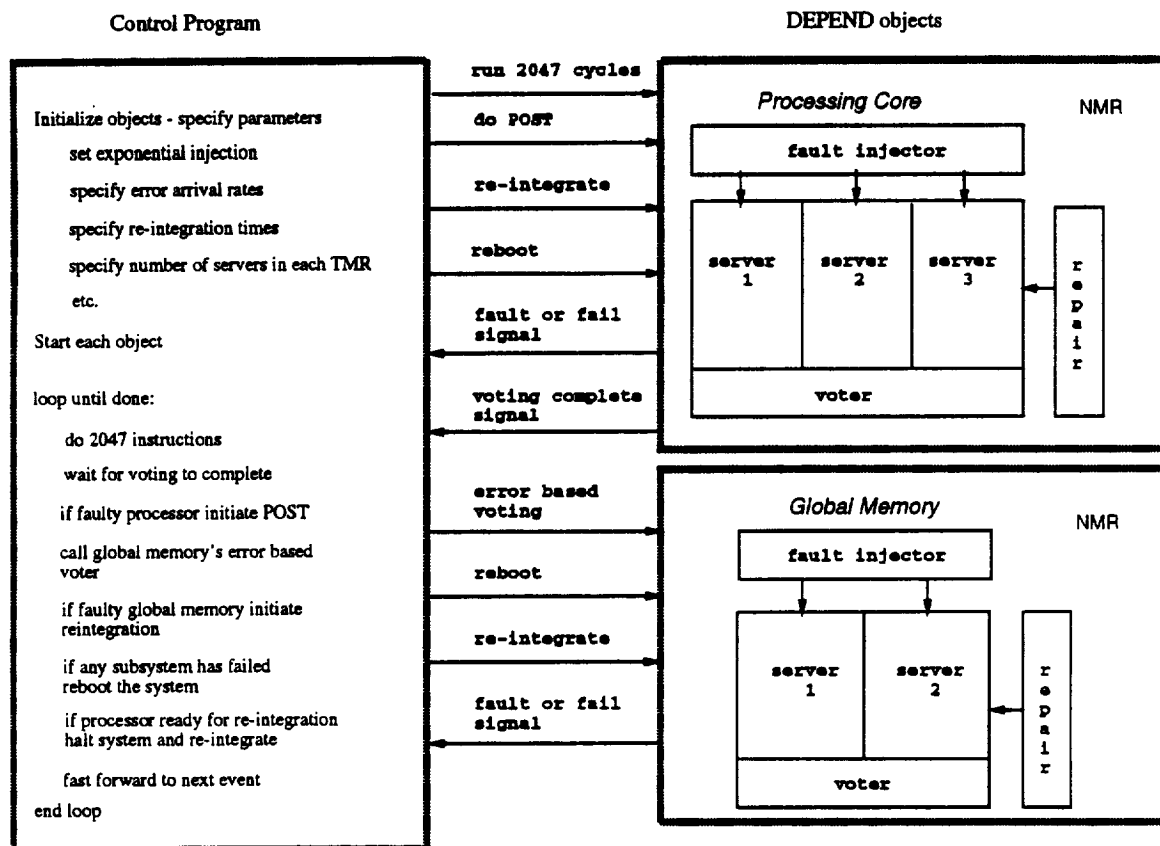 Control Program
DEPEND objects
Initialize objects - specify parameters
set exponential injection
specify error arrival rates
specify re-integration times
specify number of servers in each TMR
etc.
Start each object
loop until done:
do 2047 instructions
wait for voting to complete
if faulty processor initiate POST
call global memory's error based
voter
if faulty global memory initiate
reintegration
if any subsystem has failed
reboot the system
if processor ready for re-integration
halt system and re-integrate
fast forward to next event
end loop
run 2047 cycles
do POST
re-integrate
reboot
fault or fail
signal
voting complete
signal
error based
voting
reboot
re-integrate
fault or fail
signal
Processing Core
NMR
fault injector
server
1
server
2
server
3
voter
repair
Global Memory
NMR
fault injector
server
1
server
2
voter
repair